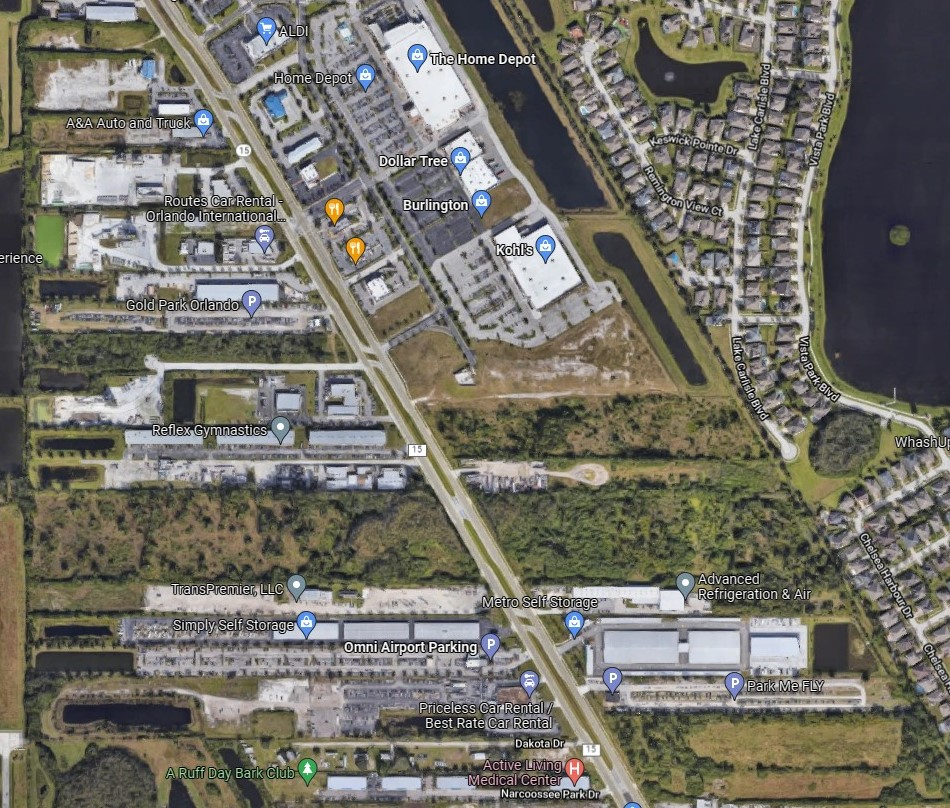 ALDI
The Home Depot
Home Depot
A&A Auto and Truck
15
Dollar Tree
Burlington
Routes Car Rental -
Orlando International...
Kohl's
erience
Gold Park Orlando
Keswick Pointe Dr
Remington View Ct
Lake Carlisle Blvd
Vista Park Blvd
Lake Carlisle Blvd
Vista Park Blvd
Reflex Gymnastics
15
WhashUp
Chelsea Harbour Dr
Chelsea
TransPremier, LLC
Advanced
Refrigeration & Air
Metro Self Storage
Simply Self Storage
Omni Airport Parking
P
P
P
P
Park Me FLY
Priceless Car Rental /
Best Rate Car Rental
Dakota Dr
15
A Ruff Day Bark Club
Active Living
Medical Center
H
Narcoossee Park Dr